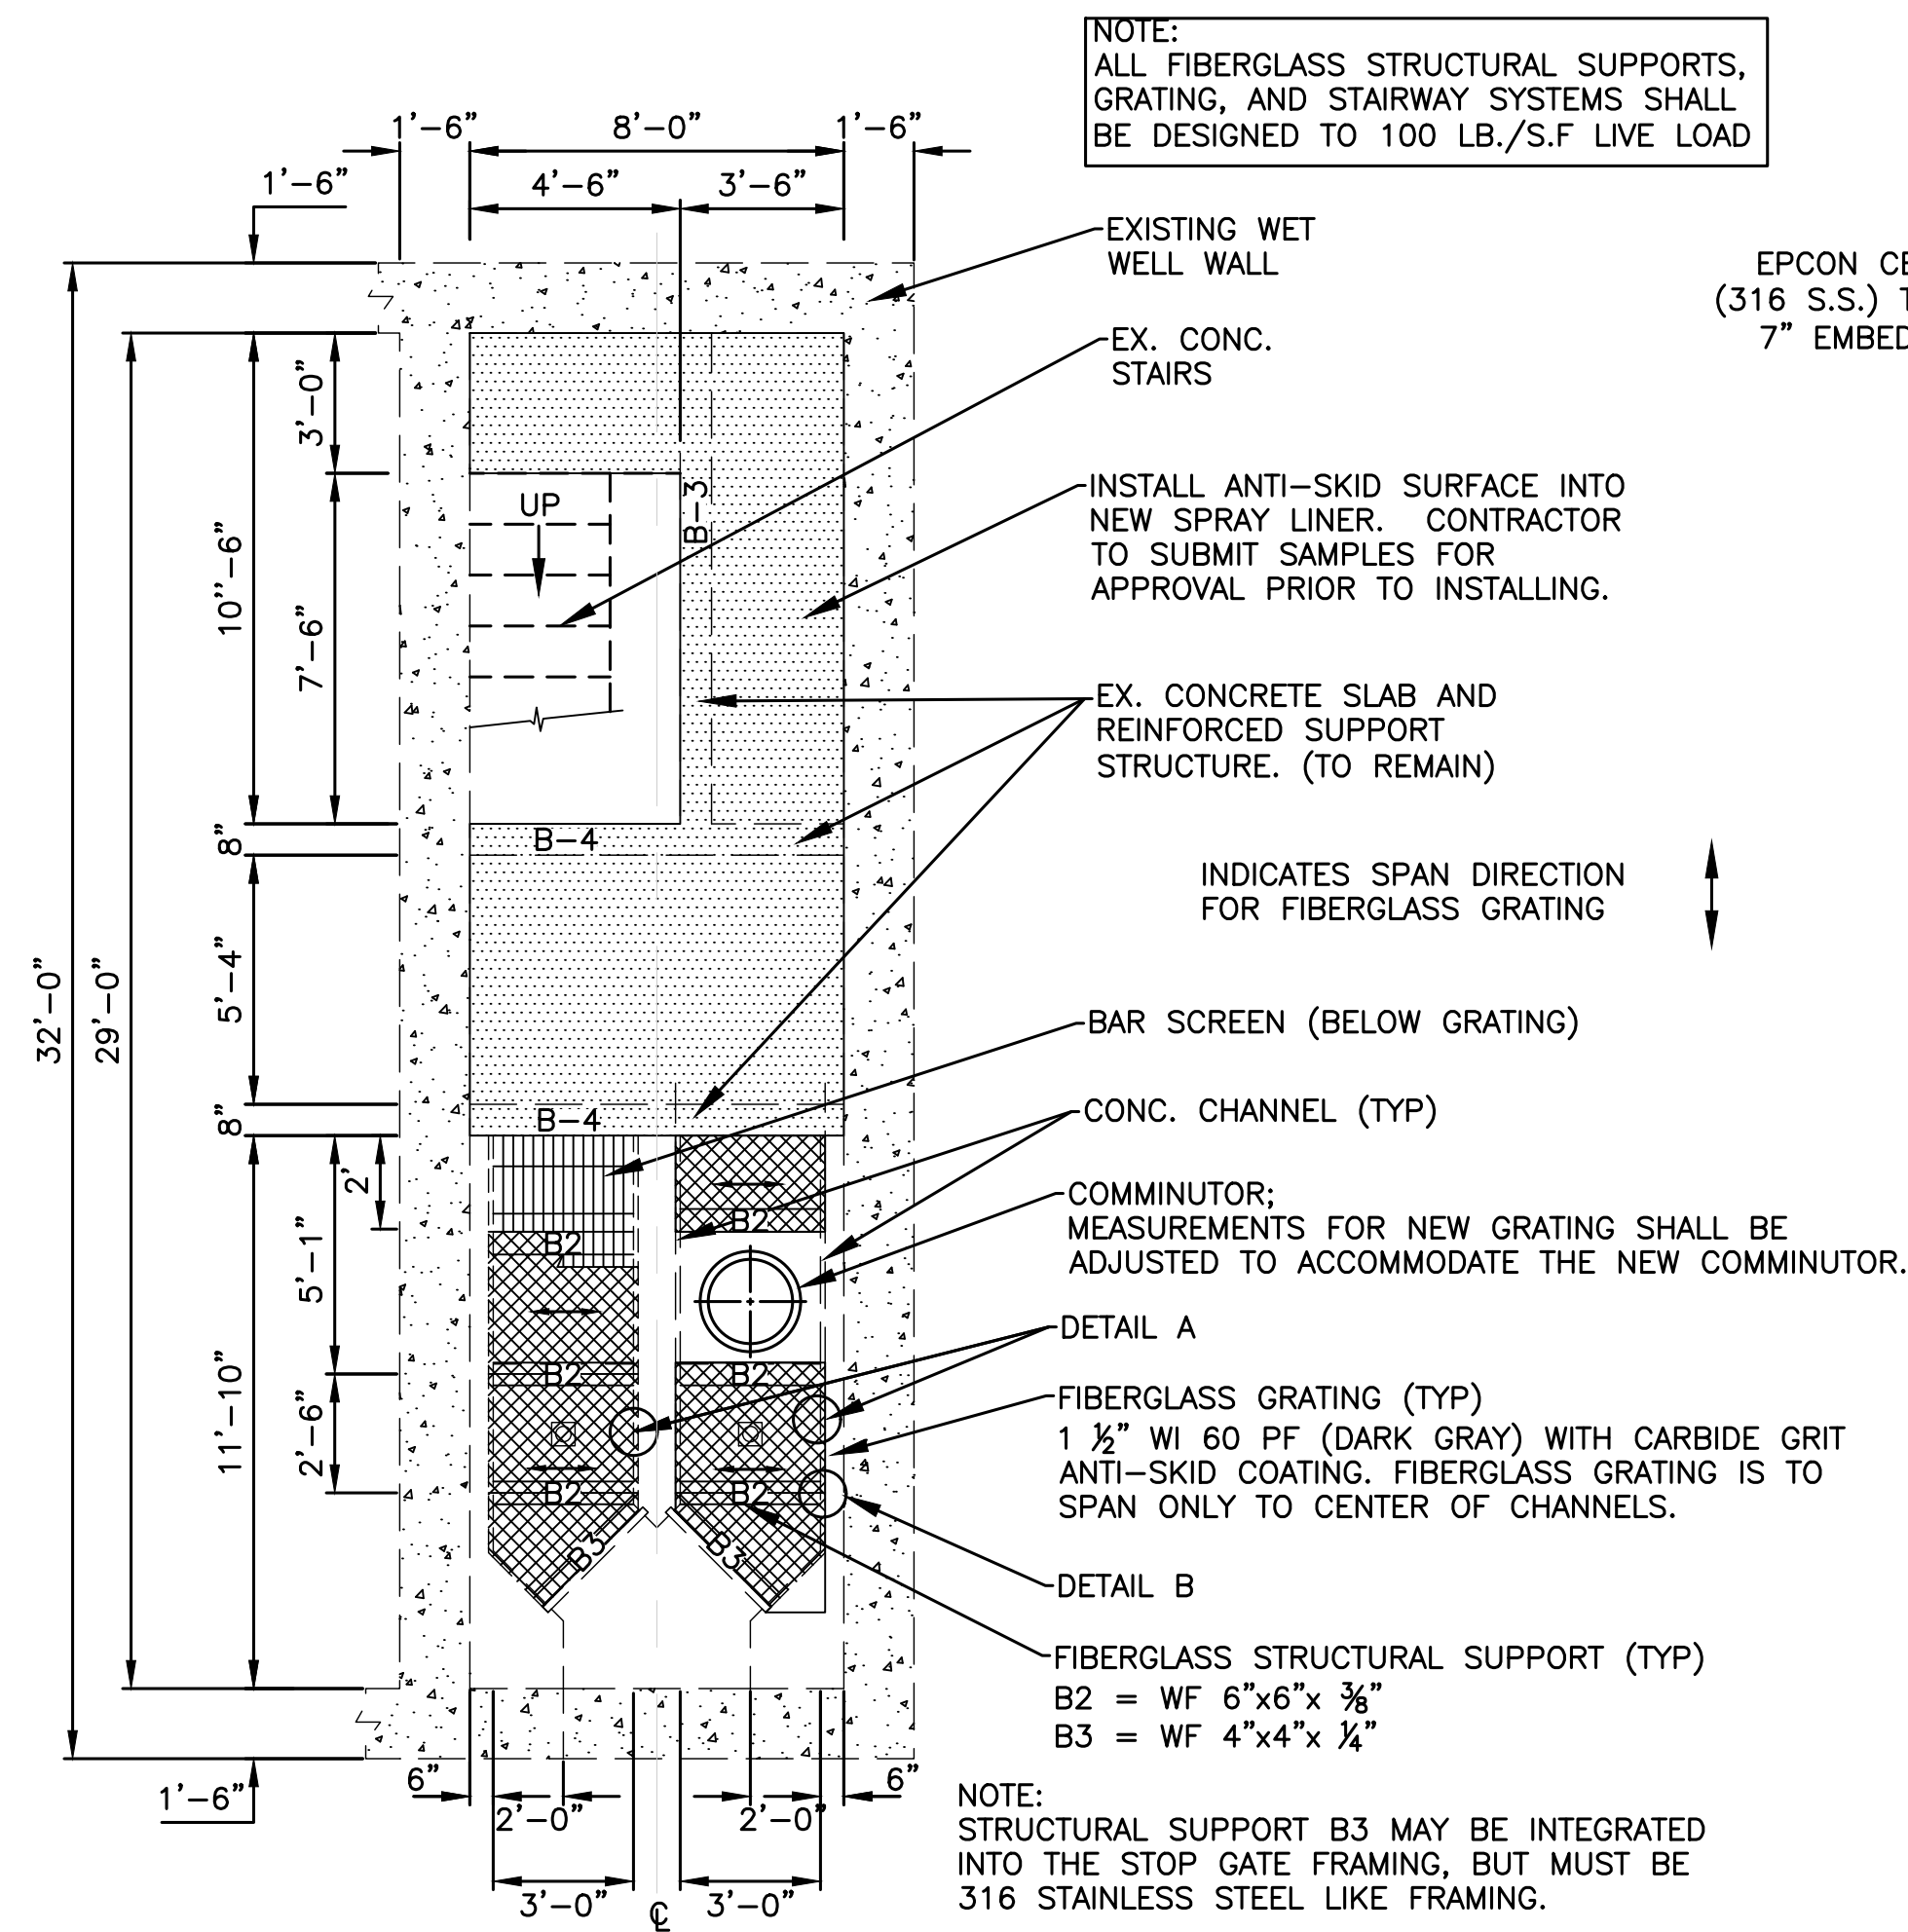 NOTE:
ALL FIBERGLASS STRUCTURAL SUPPORTS,
GRATING, AND STAIRWAY SYSTEMS SHALL
BE DESIGNED TO 100 LB./S.F LIVE LOAD
1'-6"
8'-0"
1'-6"
1'-6"
4'-6"
3'-6"
EXISTING WET
WELL WALL
EPCON CE
(316 S.S.) T
7" EMBED
EX. CONC.
STAIRS
3'-0"
UP
B-3
INSTALL ANTI-SKID SURFACE INTO
NEW SPRAY LINER. CONTRACTOR
TO SUBMIT SAMPLES FOR
APPROVAL PRIOR TO INSTALLING.
10''-6"
7'-6"
EX. CONCRETE SLAB AND
REINFORCED SUPPORT
STRUCTURE. (TO REMAIN)
8"
B-4
INDICATES SPAN DIRECTION
FOR FIBERGLASS GRATING
32'-0"
29'-0"
5'-4"
BAR SCREEN (BELOW GRATING)
8"
B-4
CONC. CHANNEL (TYP)
2'
COMMINUTOR;
MEASUREMENTS FOR NEW GRATING SHALL BE
ADJUSTED TO ACCOMMODATE THE NEW COMMINUTOR.
B2
B2
5'-1"
DETAIL A
B2
B2
11'-10"
2'-6"
FIBERGLASS GRATING (TYP)
1 ½" WI 60 PF (DARK GRAY) WITH CARBIDE GRIT
ANTI-SKID COATING. FIBERGLASS GRATING IS TO
SPAN ONLY TO CENTER OF CHANNELS.
B2
B2
B3
B3
DETAIL B
FIBERGLASS STRUCTURAL SUPPORT (TYP)
B2 = WF 6"x6"x ⅜"
B3 = WF 4"x4"x ¼"
1'-6"
6"
6"
2'-0"
2'-0"
3'-0"
℄
3'-0"
NOTE:
STRUCTURAL SUPPORT B3 MAY BE INTEGRATED
INTO THE STOP GATE FRAMING, BUT MUST BE
316 STAINLESS STEEL LIKE FRAMING.